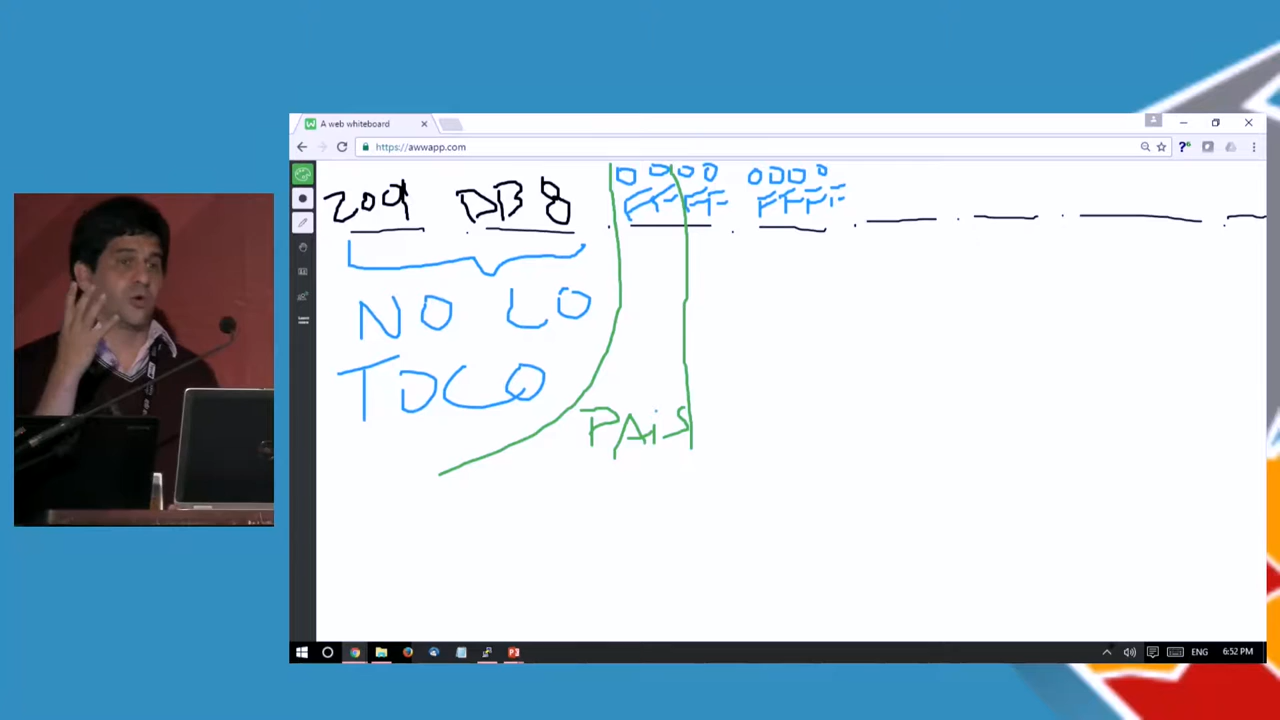 A web whiteboard
https://awwapp.com
2001 DB8
0000 0000
FFFF FFFF
NO LO
TOCO
PAIS
ENG 6:52 PM